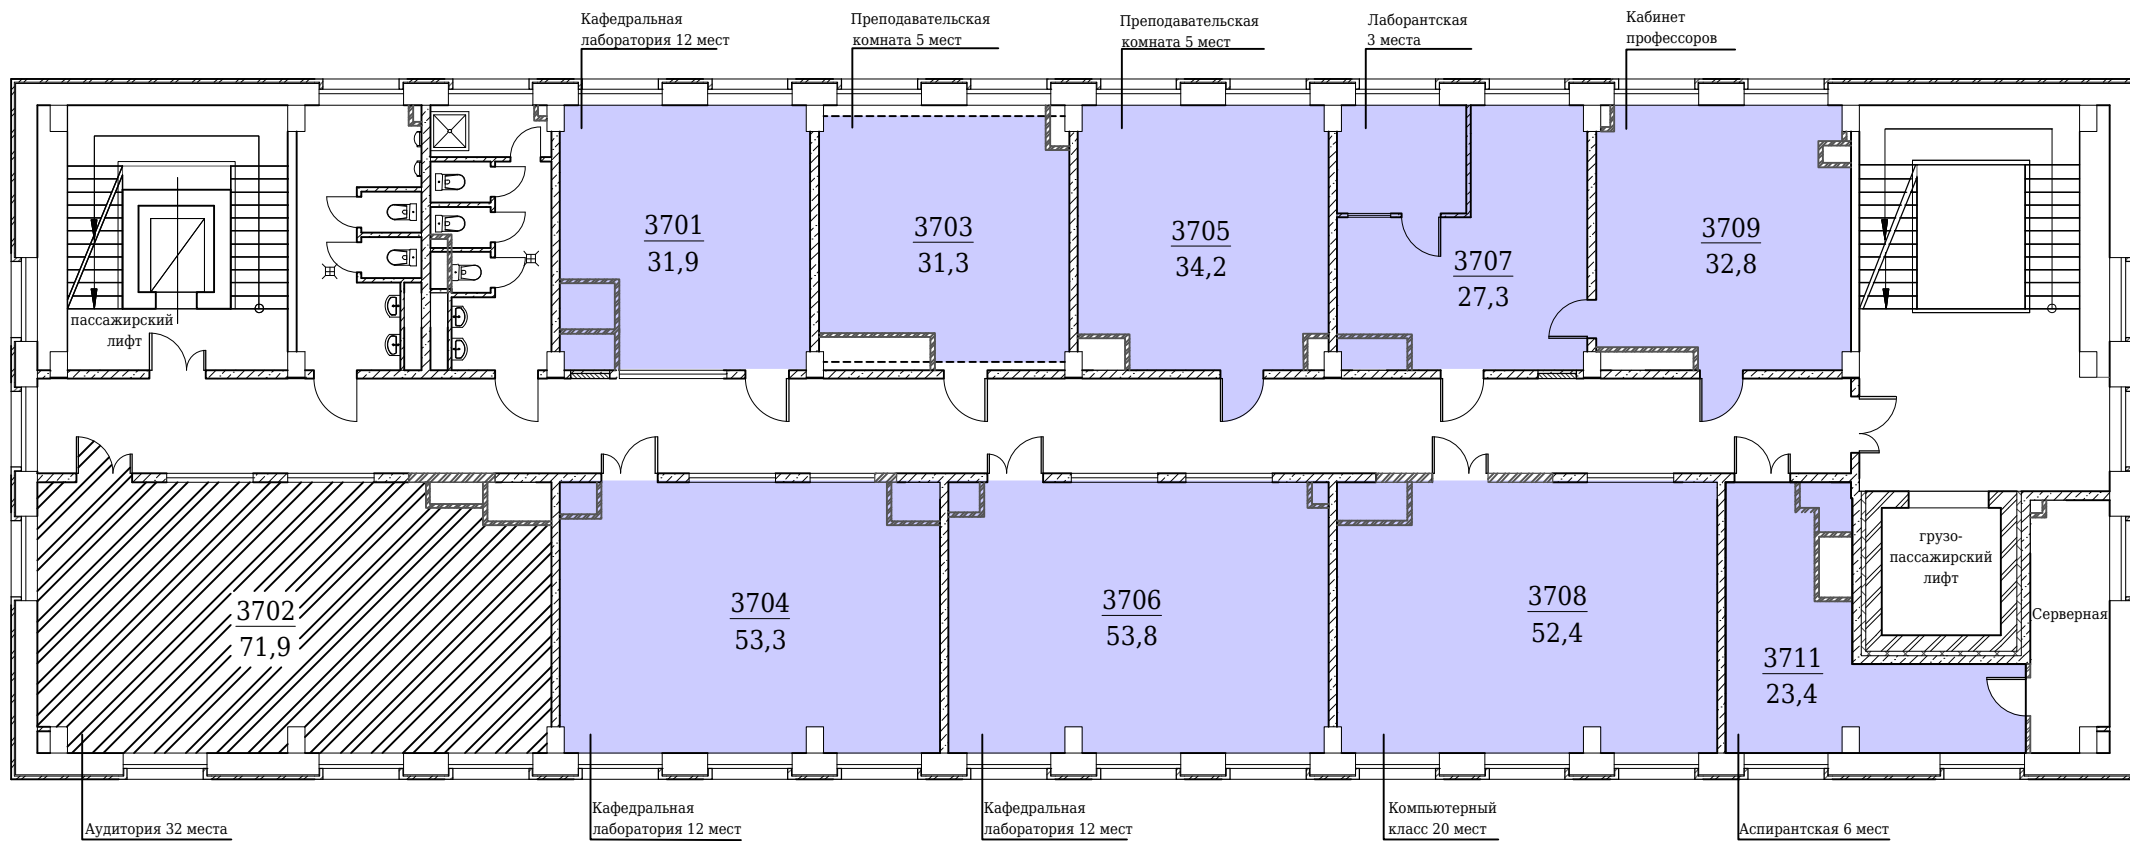 Кафедральная
лаборатория 12 мест
Преподавательская
комната 5 мест
Преподавательская
комната 5 мест
Лаборантская
3 места
Кабинет
профессоров
3701
31,9
3703
31,3
3705
34,2
3707
27,3
3709
32,8
пассажирский
лифт
3702
71,9
3704
53,3
3706
53,8
3708
52,4
3711
23,4
грузо-
пассажирский
лифт
Серверная
Аудитория 32 места
Кафедральная
лаборатория 12 мест
Кафедральная
лаборатория 12 мест
Компьютерный
класс 20 мест
Аспирантская 6 мест